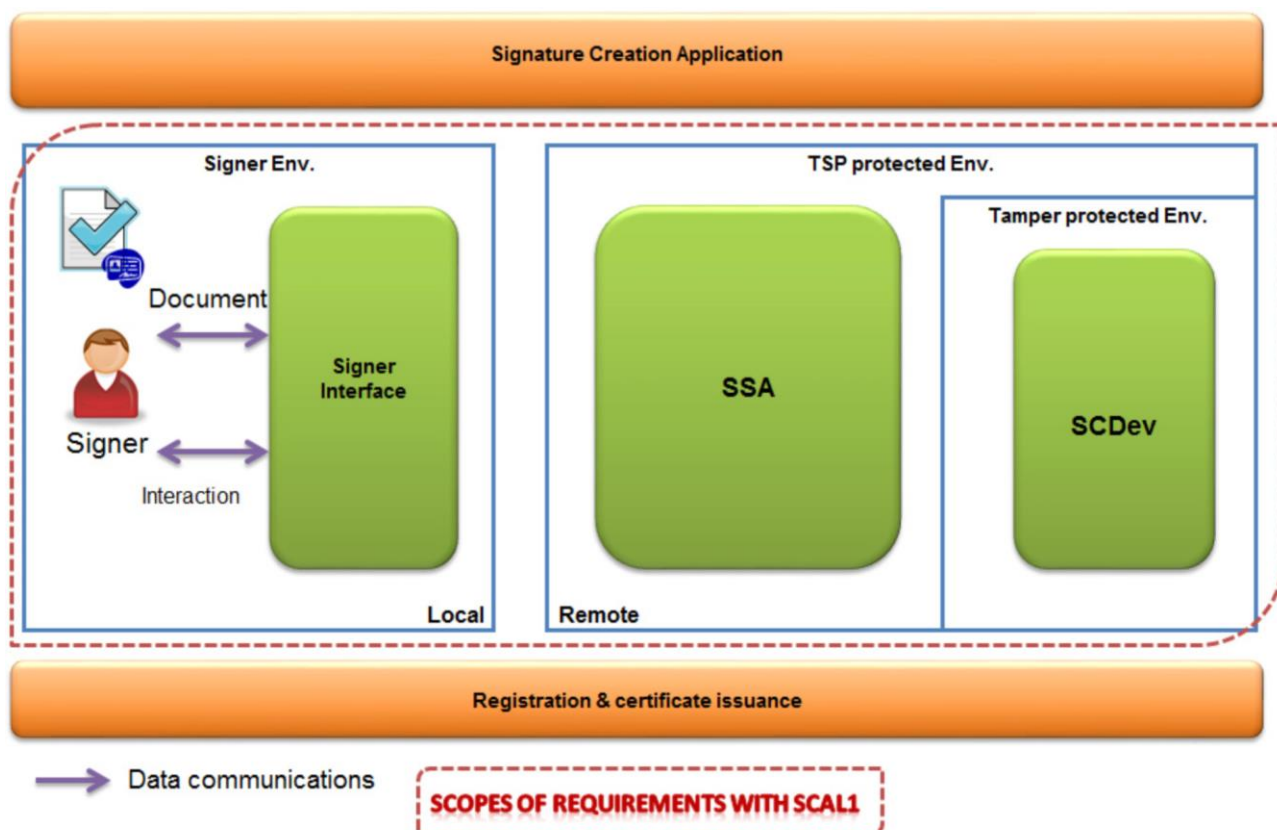 Signature Creation Application
Signer Env.
Document
Signer
Interaction
Signer
Interface
Local
TSP protected Env.
SSA
Remote
Tamper protected Env.
SCDev
Registration & certificate issuance
Data communications
SCOPES OF REQUIREMENTS WITH SCAL1